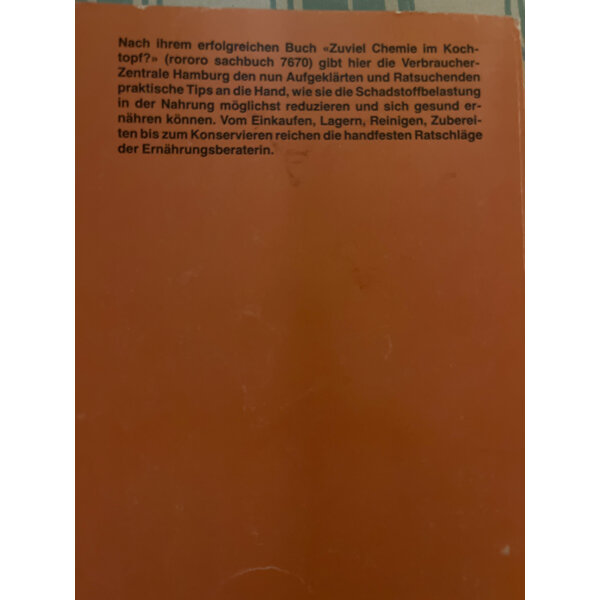 Nach ihrem erfolgreichen Buch «Zuviel Chemie im Koch-
topf?» (rororo sachbuch 7670) gibt hier die Verbraucher-
Zentrale Hamburg den nun Aufgeklärten und Ratsuchenden
praktische Tips an die Hand, wie sie die Schadstoffbelastung
in der Nahrung möglichst reduzieren und sich gesund er-
nähren können. Vom Einkaufen, Lagern, Reinigen, Zuberei-
ten bis zum Konservieren reichen die handfesten Ratschläge
der Ernährungsberaterin.